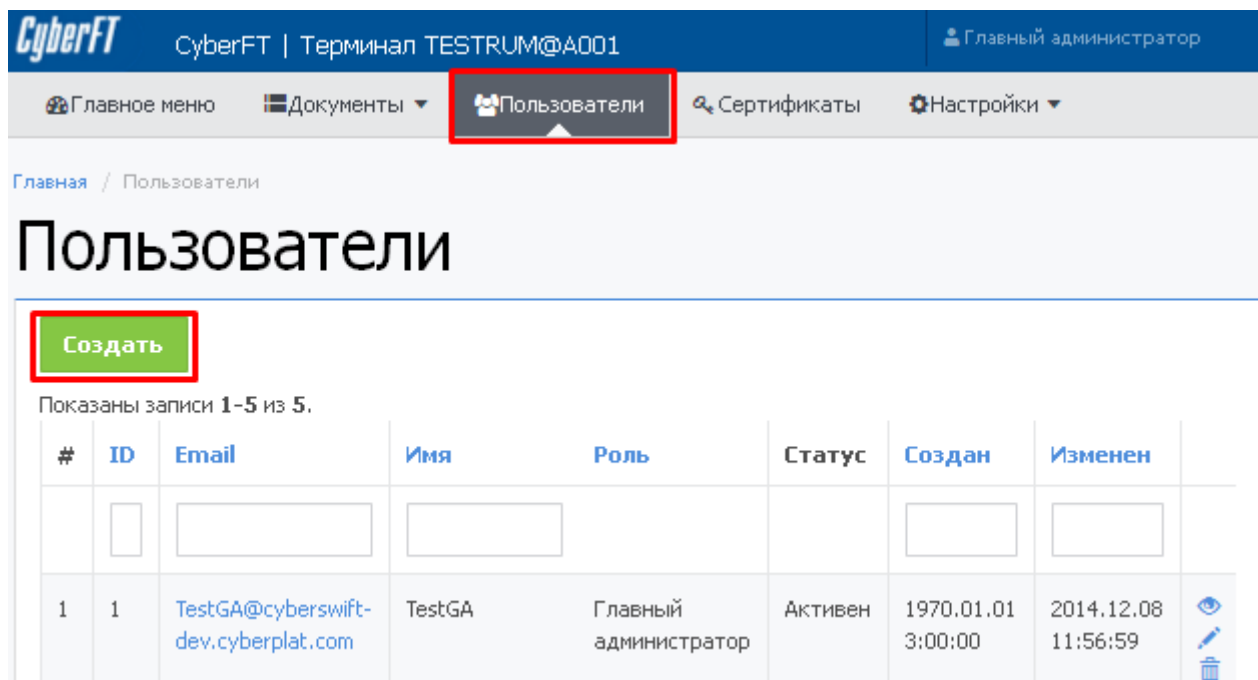 CyberFT CyberFT | Терминал TESTRUM@A001 Главный администратор
Главное меню Документы Пользователи Сертификаты Настройки
Главная / Пользователи
Пользователи
Создать
Показаны записи 1-5 из 5.
# ID Email Имя Роль Статус Создан Изменен
1 1 TestGA@cyberswift- TestGA Главный Активен 1970.01.01 2014.12.08
dev.cyberplat.com администратор 3:00:00 11:56:59